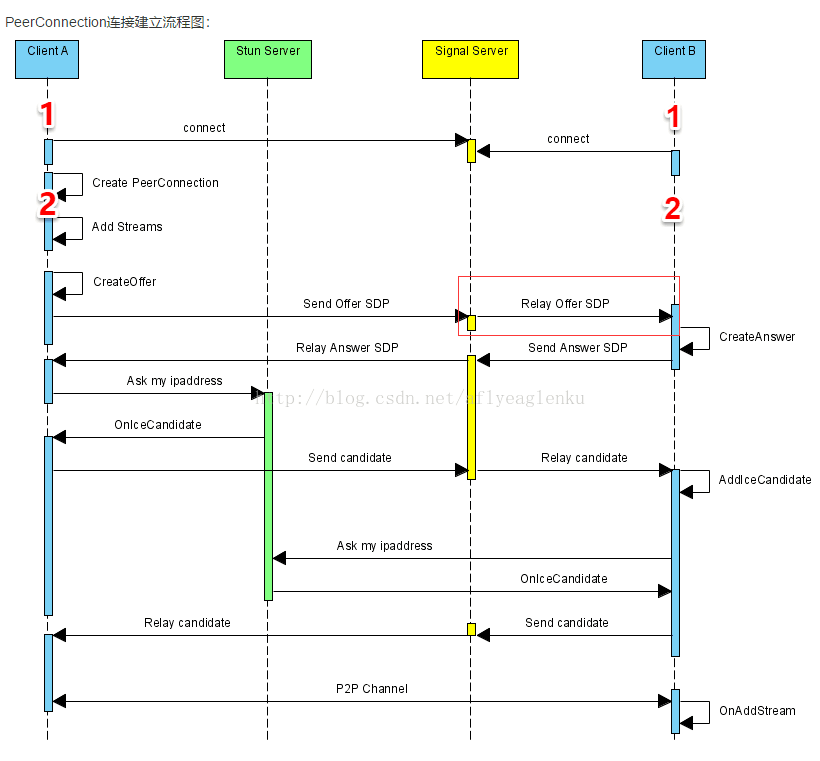 PeerConnection连接建立流程图：
Client A
Stun Server
Signal Server
Client B
1
1
connect
connect
Create PeerConnection
2
2
Add Streams
CreateOffer
Send Offer SDP
Relay Offer SDP
CreateAnswer
Relay Answer SDP
Send Answer SDP
Ask my ipaddress
http://blog.csdn.net/aflyeaglenku
OnIceCandidate
Send candidate
Relay candidate
AddIceCandidate
Ask my ipaddress
OnIceCandidate
Relay candidate
Send candidate
P2P Channel
OnAddStream